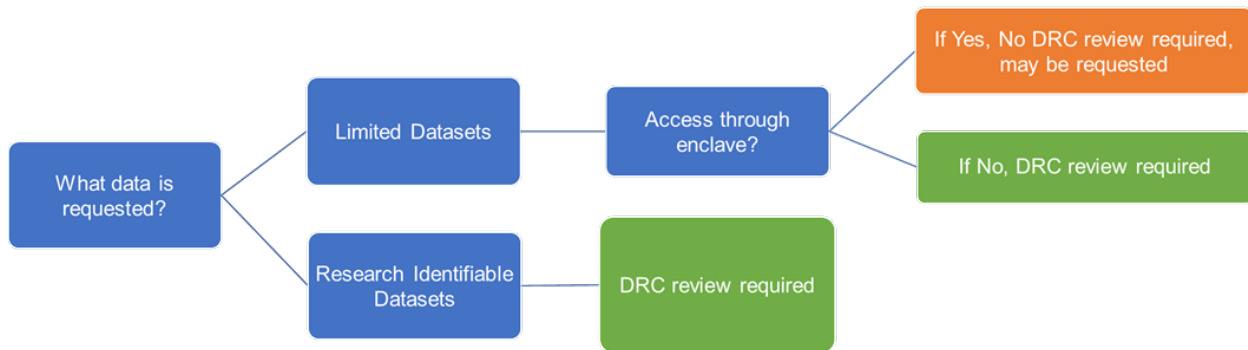 What data is
requested?
Limited Datasets
Access through
enclave?
If Yes, No DRC review required,
may be requested
If No, DRC review required
Research Identifiable
Datasets
DRC review required